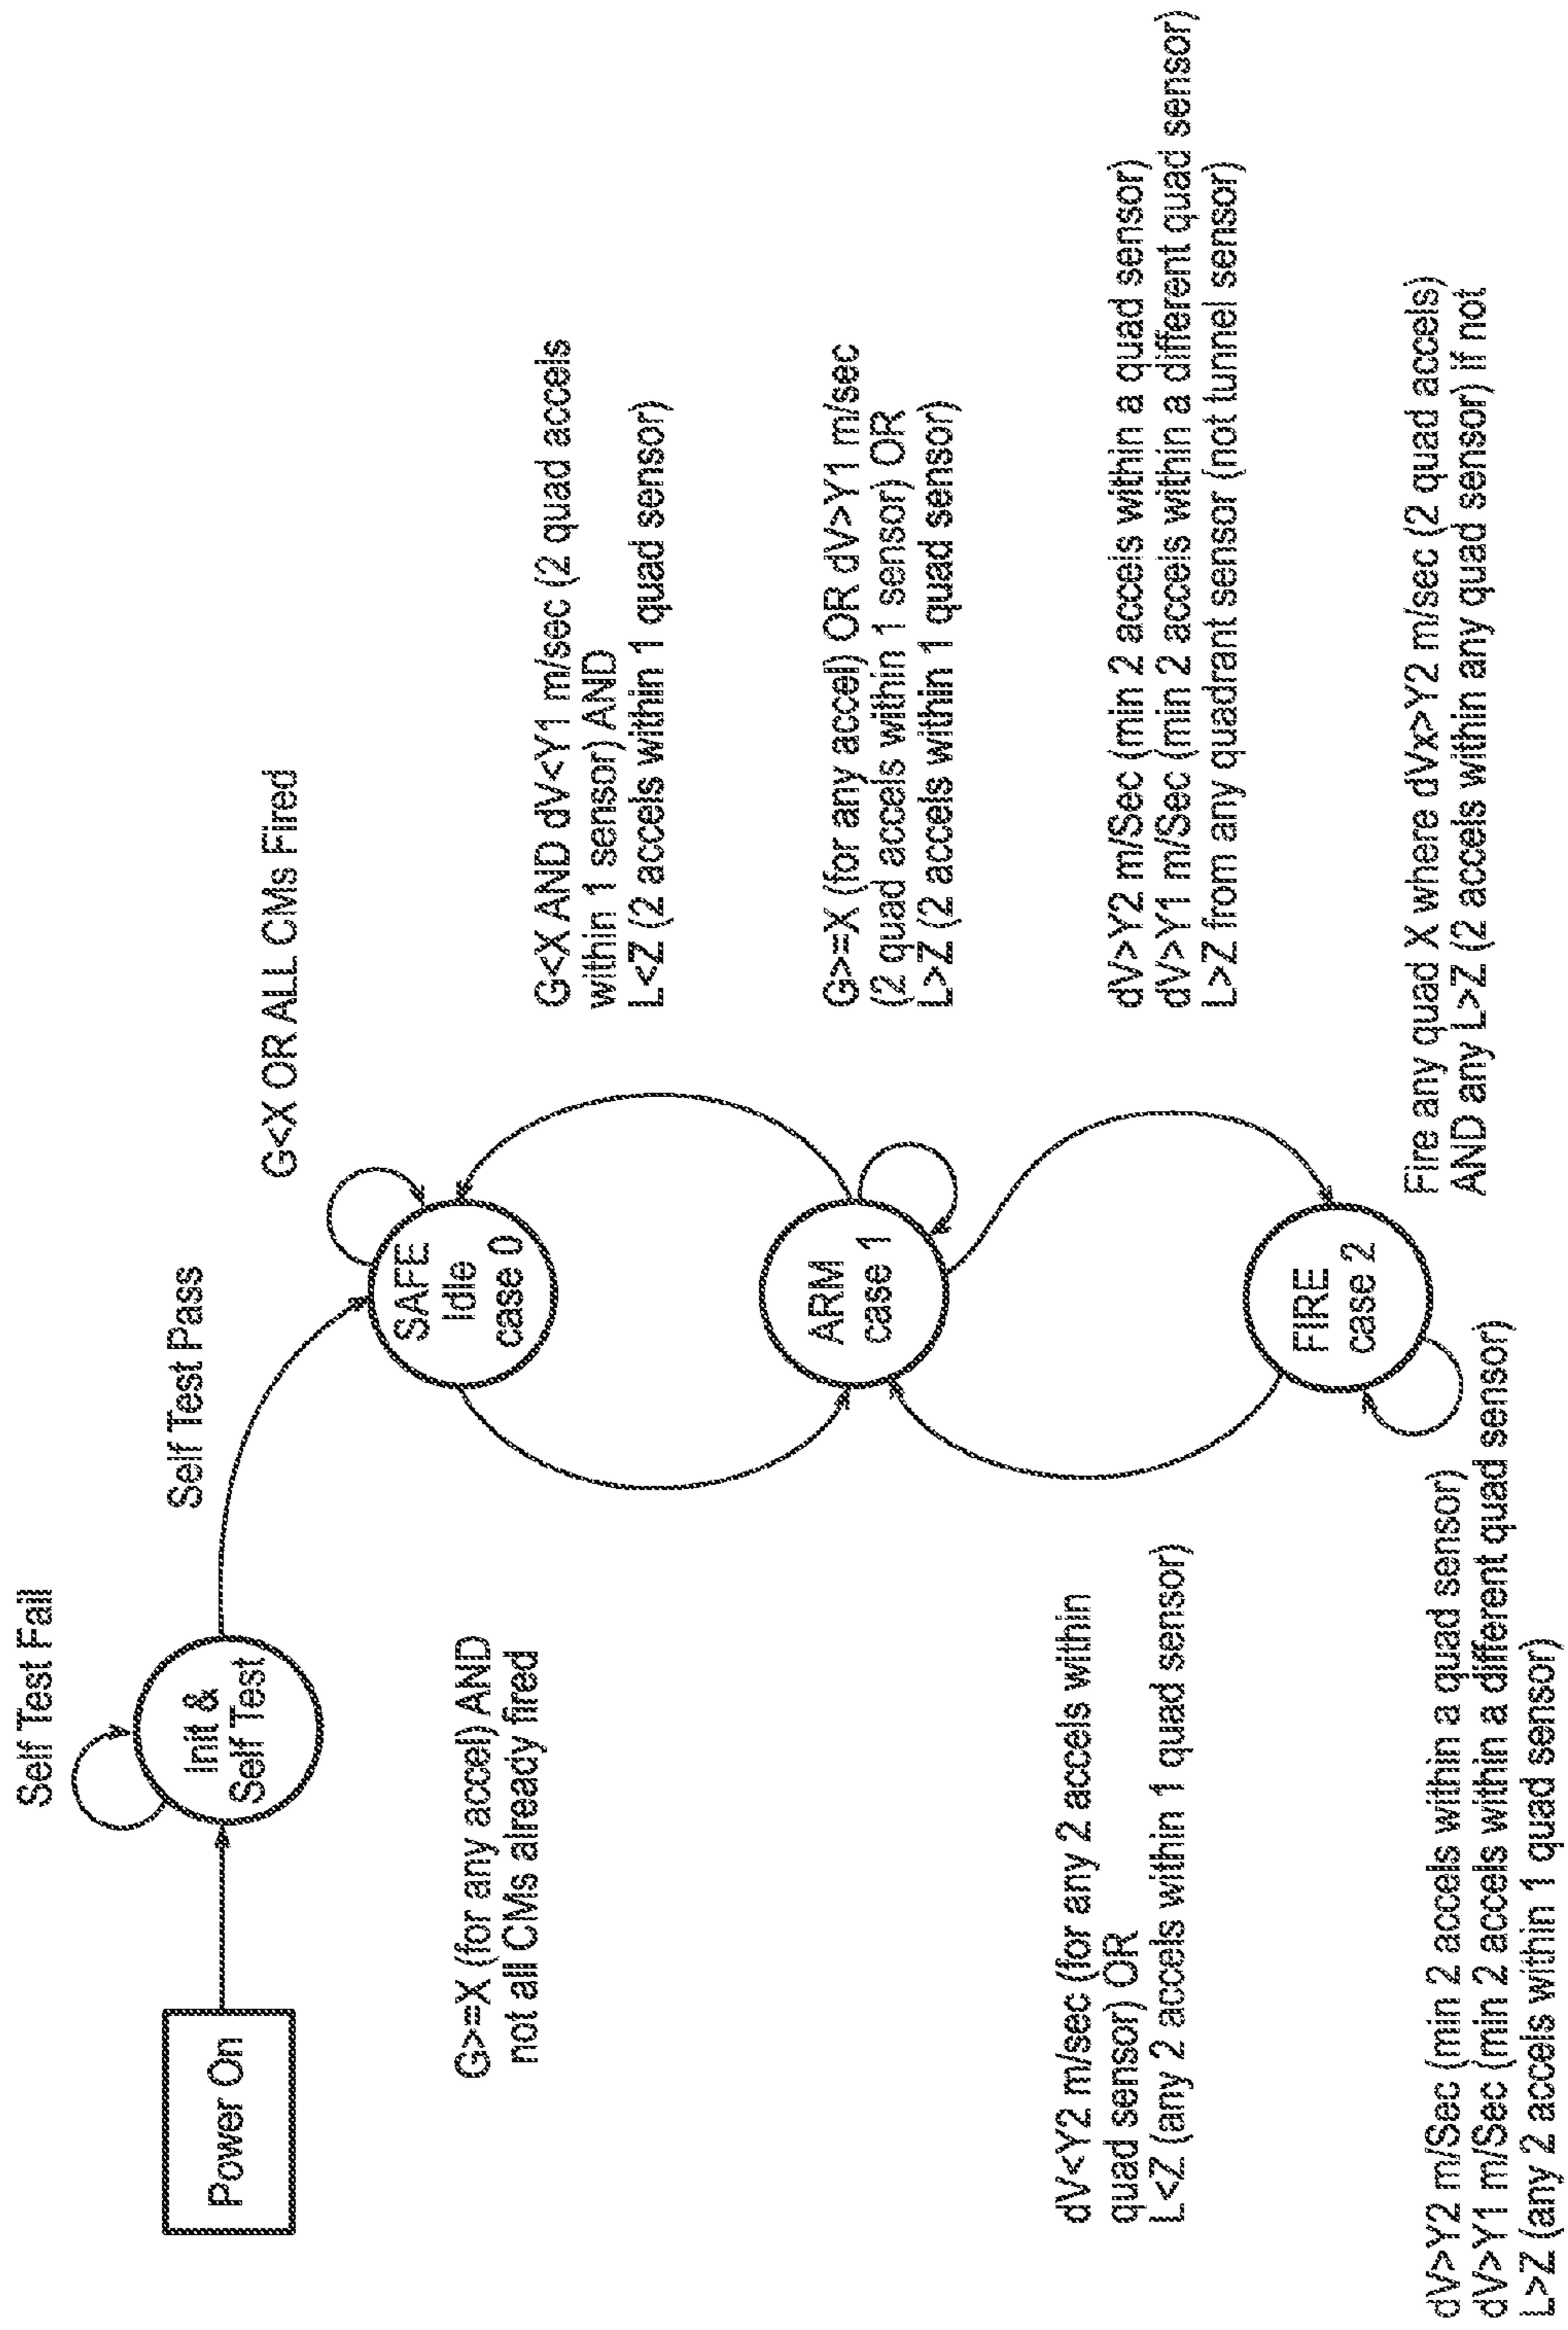 Self Test Fail
Power On
Init &
Self Test
Self Test Pass
G<X OR ALL CMs Fired
SAFE
Idle
case 0
G>=X (for any accel) AND
not all CMs already fired
G<X AND dV<Y1 m/sec (2 quad accels
within 1 sensor) AND
L<Z (2 accels within 1 quad sensor)
ARM
case 1
G>=X (for any accel) OR dV>Y1 m/sec
(2 quad accels within 1 sensor) OR
L>Z (2 accels within 1 quad sensor)
dV<Y2 m/sec (for any 2 accels within
quad sensor) OR
L<Z (any 2 accels within 1 quad sensor)
dV>Y2 m/Sec (min 2 accels within a quad sensor)
dV>Y1 m/Sec (min 2 accels within a different quad sensor)
L>Z from any quadrant sensor (not tunnel sensor)
FIRE
case 2
dV>Y2 m/Sec (min 2 accels within a quad sensor)
dV>Y1 m/Sec (min 2 accels within a different quad sensor)
L>Z (any 2 accels within 1 quad sensor)
Fire any quad X where dVx>Y2 m/sec (2 quad accels)
AND any L>Z (2 accels within any quad sensor) if not